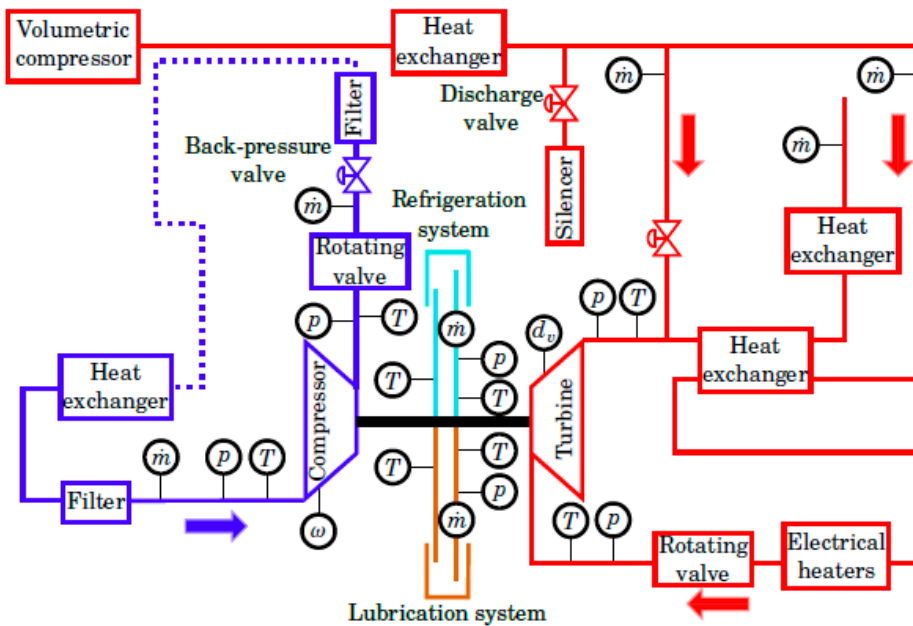 Volumetric
compressor
Heat
exchanger
ṁ
ṁ
Filter
Discharge
valve
Back-pressure
valve
ṁ
ṁ
Silencer
Refrigeration
system
Rotating
valve
Heat
exchanger
p
T
ṁ
p
T
d_v
p
T
T
Heat
exchanger
Heat
exchanger
Compressor
Turbine
ṁ
p
T
T
T
p
Filter
ω
ṁ
T
p
Rotating
valve
Electrical
heaters
Lubrication system